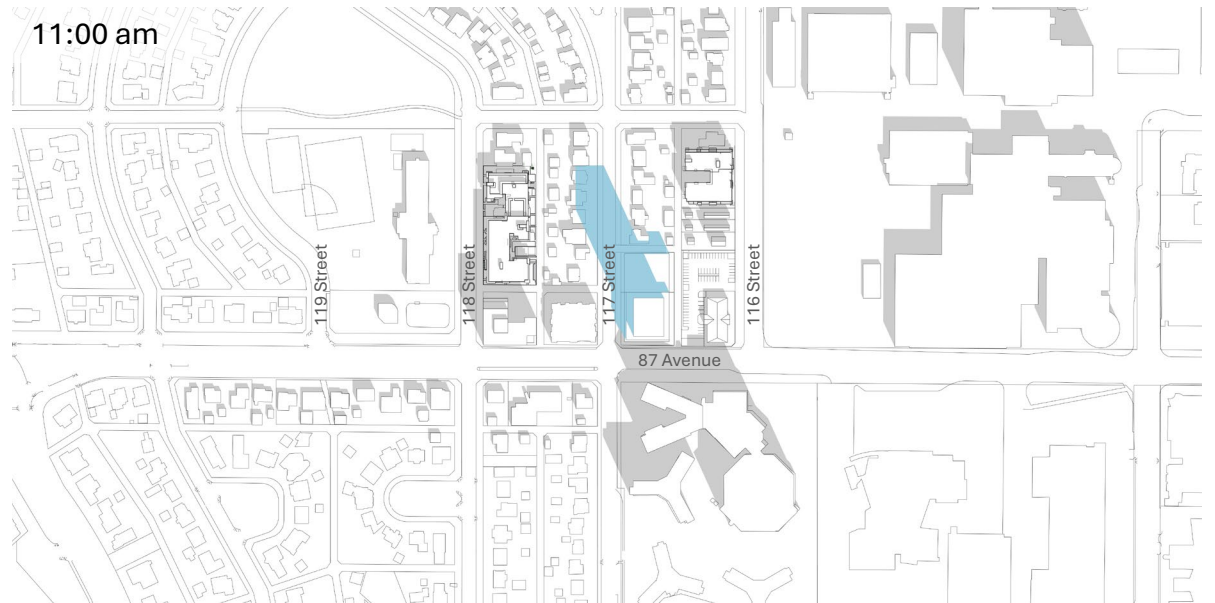 11:00 am
119 Street
118 Street
117 Street
116 Street
87 Avenue